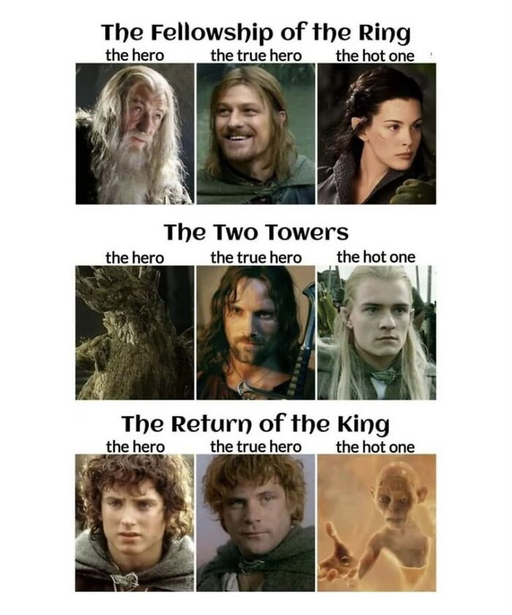 The Fellowship of the Ring
the hero the true hero the hot one
The Two Towers
the hero the true hero the hot one
The Return of the King
the hero the true hero the hot one